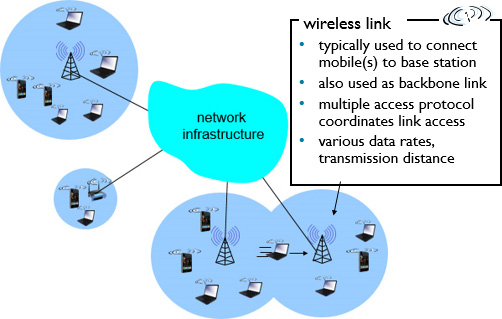 network
infrastructure
wireless link
• typically used to connect
mobile(s) to base station
• also used as backbone link
• multiple access protocol
coordinates link access
• various data rates,
transmission distance